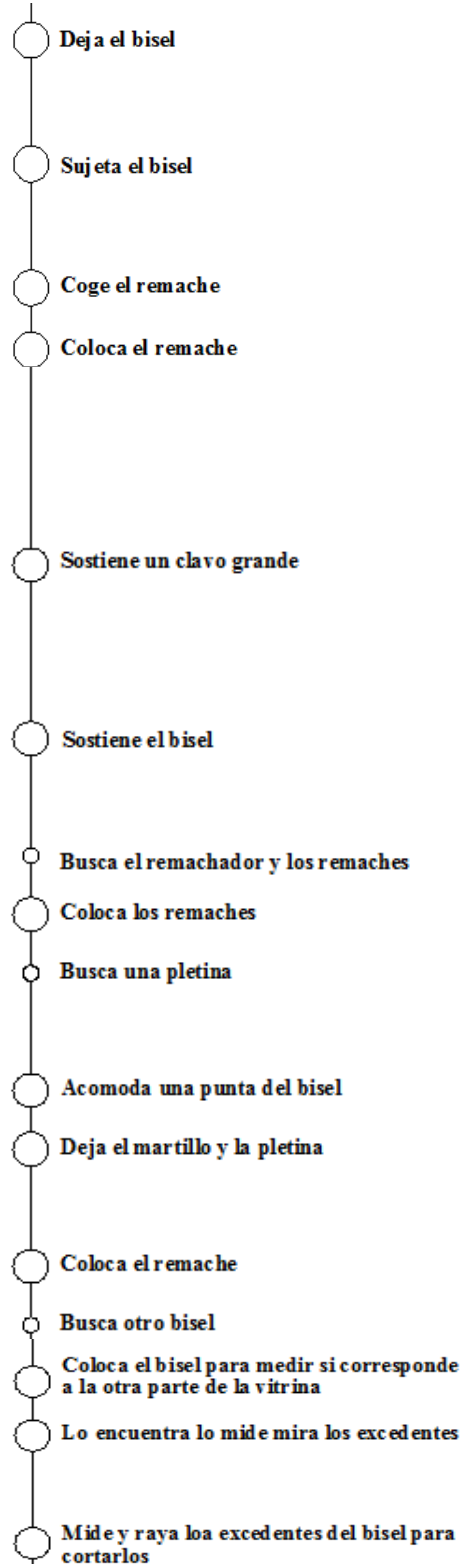 Deja el bisel
Sujeta el bisel
Coge el remache
Coloca el remache
Sostiene un clavo grande
Sostiene el bisel
Busca el remachador y los remaches
Coloca los remaches
Busca una pletina
Acomoda una punta del bisel
Deja el martillo y la pletina
Coloca el remache
Busca otro bisel
Coloca el bisel para medir si corresponde
a la otra parte de la vitrina
Lo encuentra lo mide mira los excedentes
Mide y raya loa excedentes del bisel para
cortarlos